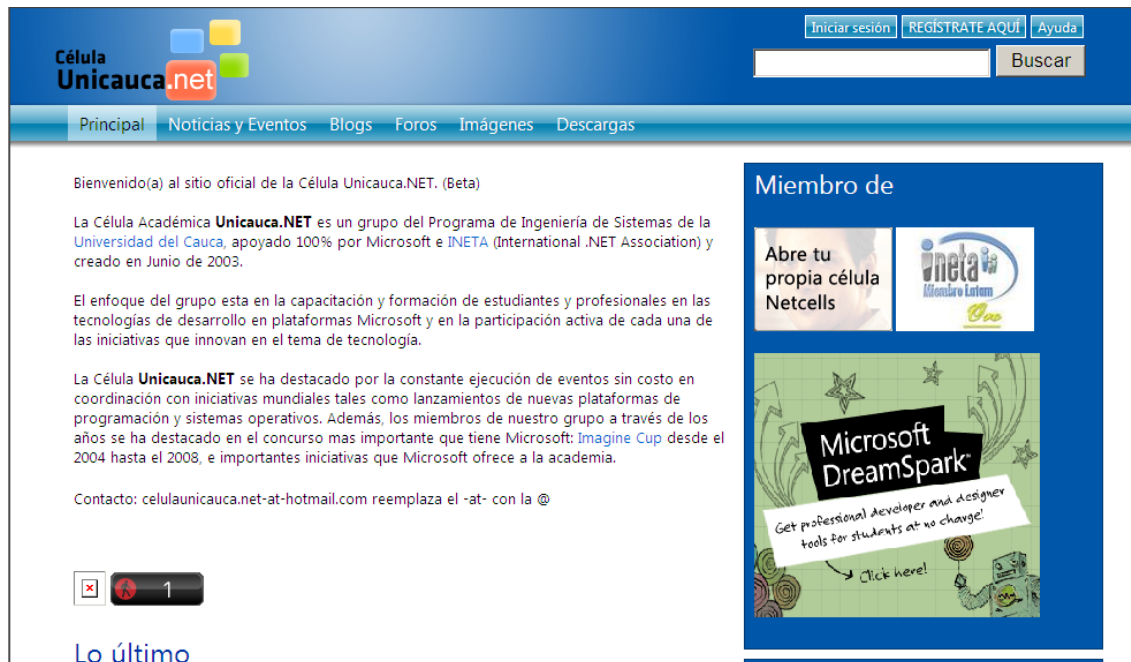 Célula
Unicauca.net
Iniciar sesión REGÍSTRATE AQUÍ Ayuda
Buscar
Principal Noticias y Eventos Blogs Foros Imágenes Descargas
Bienvenido(a) al sitio oficial de la Célula Unicauca.NET. (Beta)
La Célula Académica Unicauca.NET es un grupo del Programa de Ingeniería de Sistemas de la
Universidad del Cauca, apoyado 100% por Microsoft e INETA (International .NET Association) y
creado en Junio de 2003.
El enfoque del grupo esta en la capacitación y formación de estudiantes y profesionales en las
tecnologías de desarrollo en plataformas Microsoft y en la participación activa de cada una de
las iniciativas que innovan en el tema de tecnología.
La Célula Unicauca.NET se ha destacado por la constante ejecución de eventos sin costo en
coordinación con iniciativas mundiales tales como lanzamientos de nuevas plataformas de
programación y sistemas operativos. Además, los miembros de nuestro grupo a través de los
años se ha destacado en el concurso mas importante que tiene Microsoft: Imagine Cup desde el
2004 hasta el 2008, e importantes iniciativas que Microsoft ofrece a la academia.
Contacto: celulaunicauca.net-at-hotmail.com reemplaza el -at- con la @
1
Lo último
Miembro de
Abre tu
propia célula
Netcells
ineta
Miembro Latam
Microsoft
DreamSpark™
Get professional developer and designer
tools for students at no charge!
Click here!